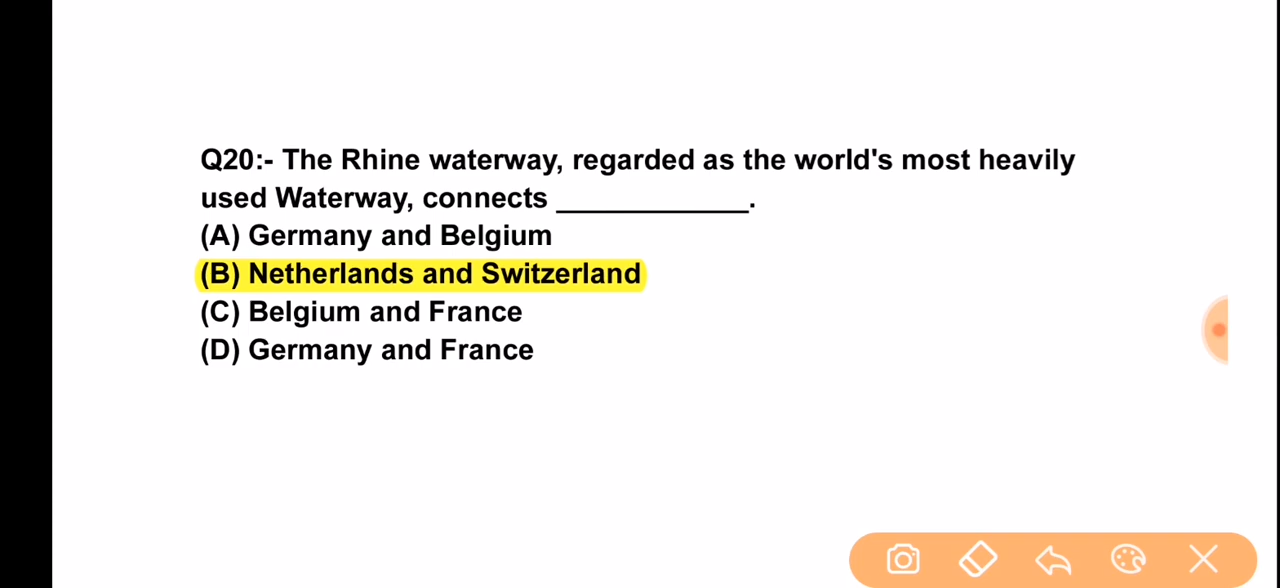 Q20:- The Rhine waterway, regarded as the world's most heavily
used Waterway, connects ____________.
(A) Germany and Belgium
(B) Netherlands and Switzerland
(C) Belgium and France
(D) Germany and France